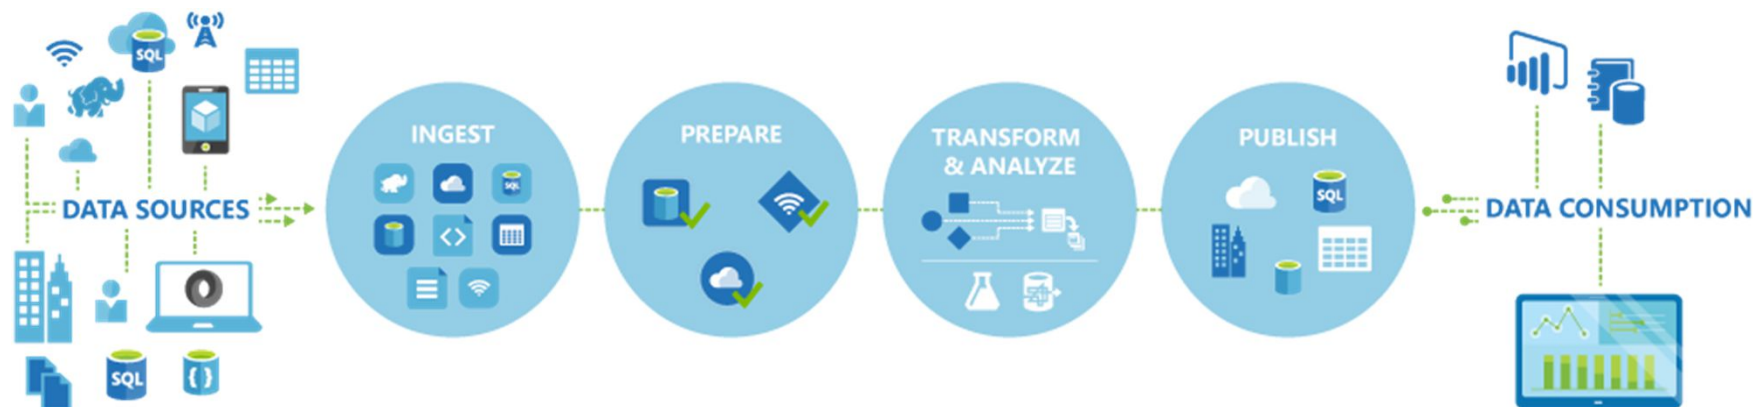 SQL
DATA SOURCES
SQL
{ }
INGEST
SQL
<>
PREPARE
TRANSFORM
& ANALYZE
PUBLISH
SQL
DATA CONSUMPTION